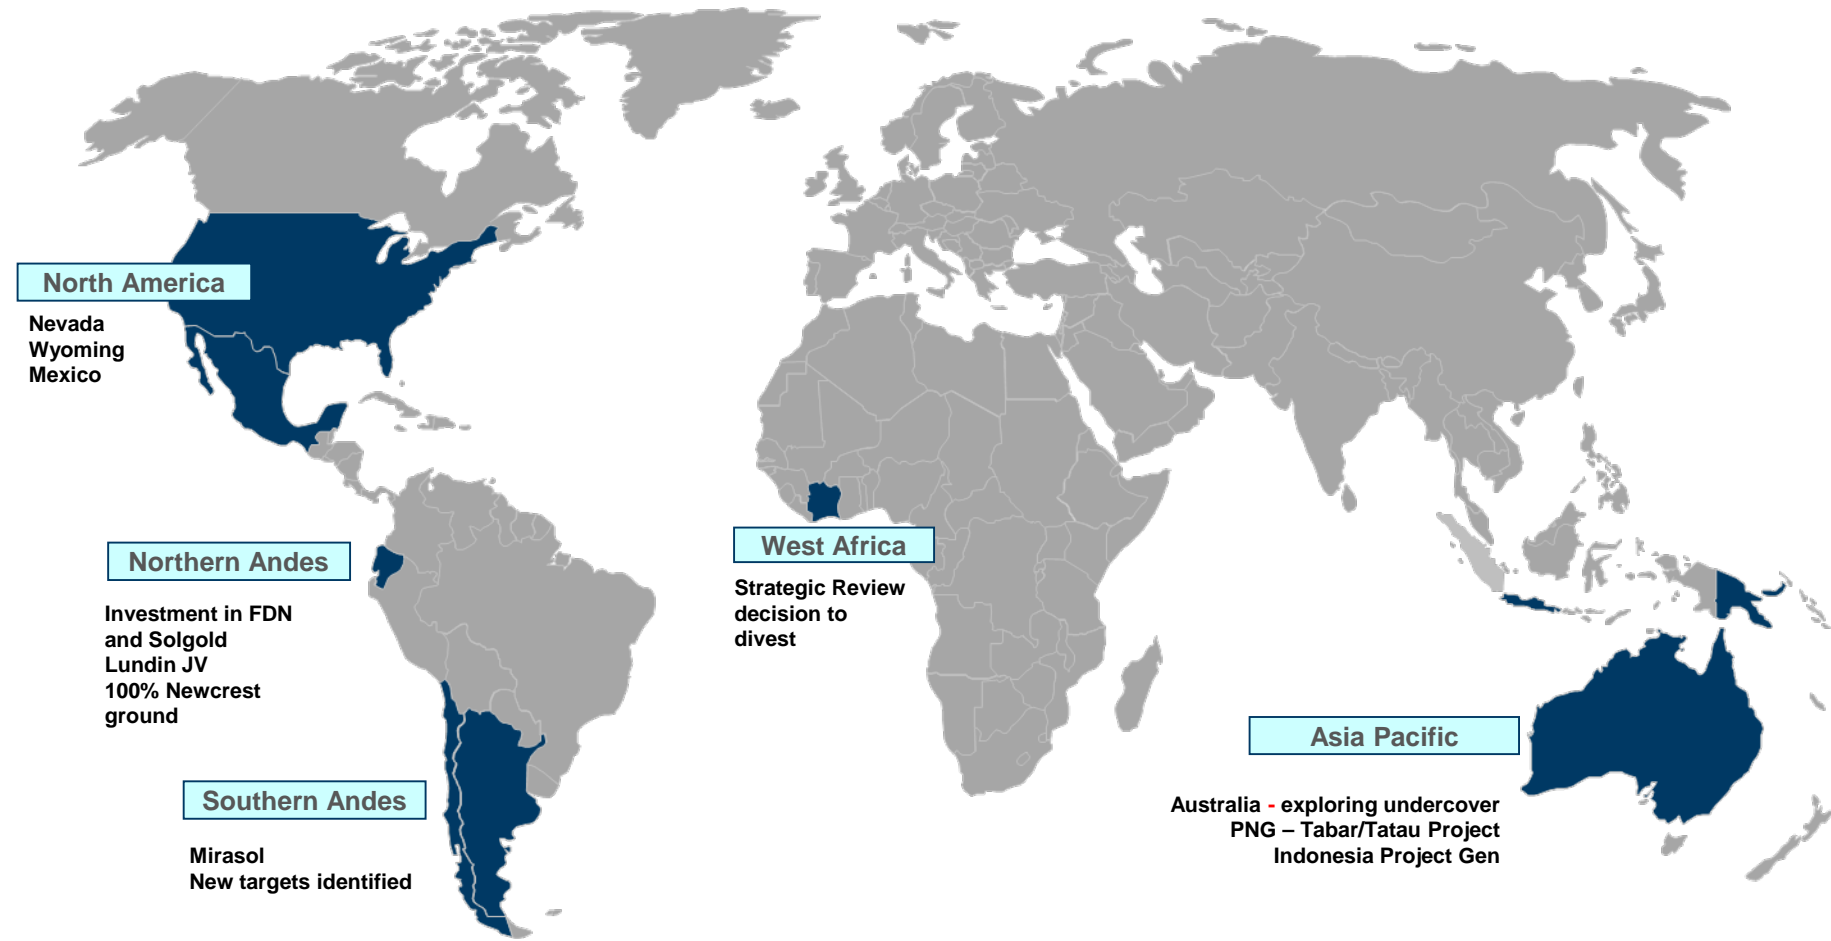 North America
Nevada
Wyoming
Mexico
Northern Andes
Investment in FDN
and Solgold
Lundin JV
100% Newcrest
ground
Southern Andes
Mirasol
New targets identified
West Africa
Strategic Review
decision to
divest
Asia Pacific
Australia - exploring undercover
PNG – Tabar/Tatau Project
Indonesia Project Gen